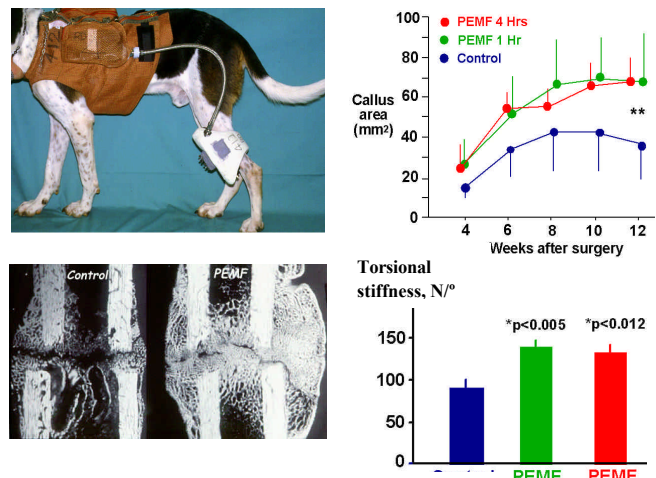 100
80
60
40
20
0
PEMF 4 Hrs
PEMF 1 Hr
Control
Callus
area
(mm2)
**
4 6 8 10 12
Weeks after surgery
Control PEMF
Torsional
stiffness, N/º
*p<0.005 *p<0.012
150
100
50
0
Control PEMF PEMF